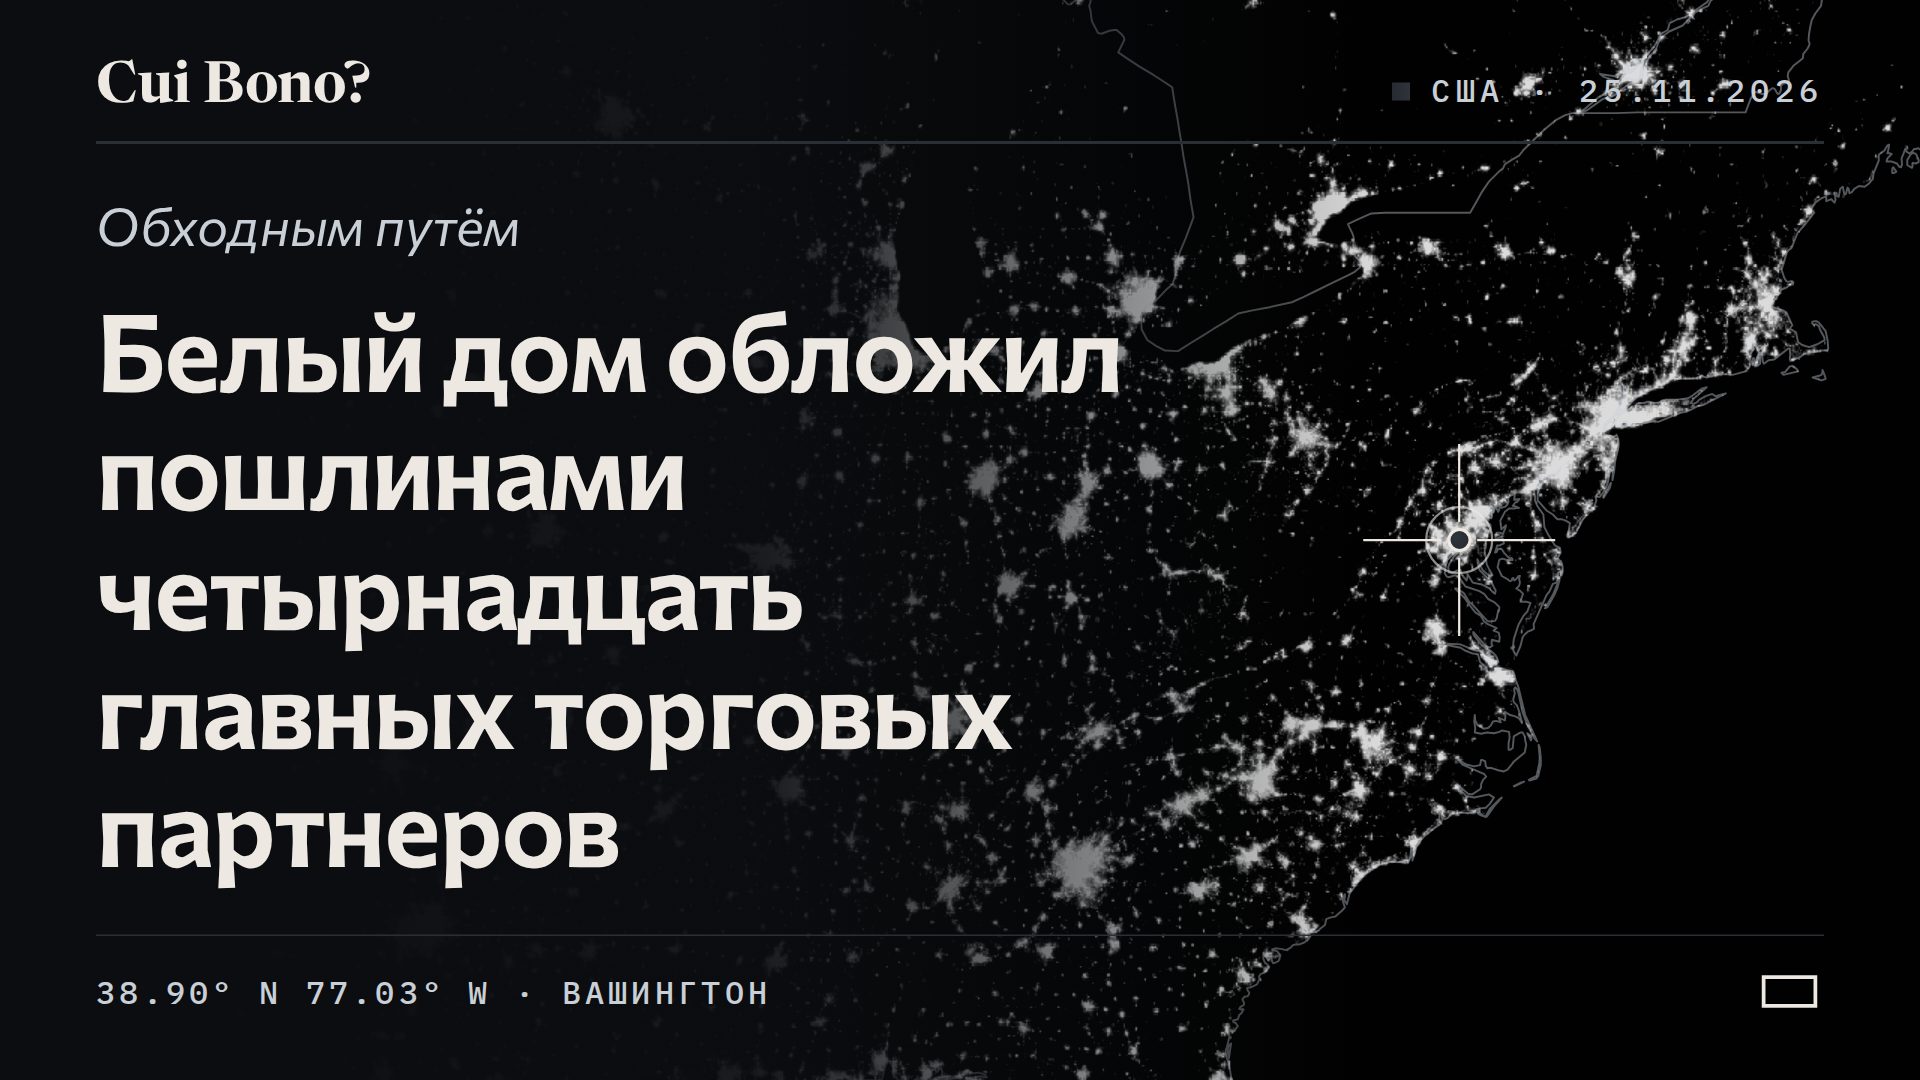 Cui Bono?
США · 25.11.2026
Обходным путём
Белый дом обложил
пошлинами
четырнадцать
главных торговых
партнеров
38.90° N 77.03° W · ВАШИНГТОН